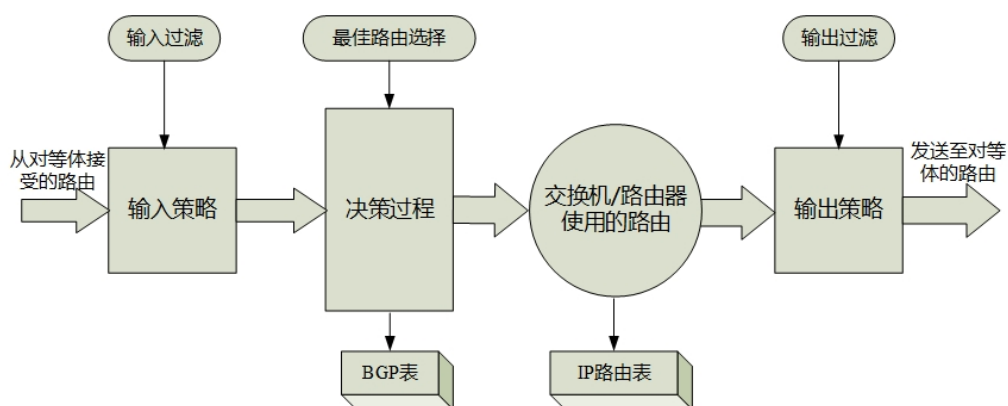 输入过滤
最佳路由选择
输出过滤
从对等体接
受的路由
输入策略
决策过程
交换机/路由器
使用的路由
输出策略
发送至对等
体的路由
BGP表
IP路由表